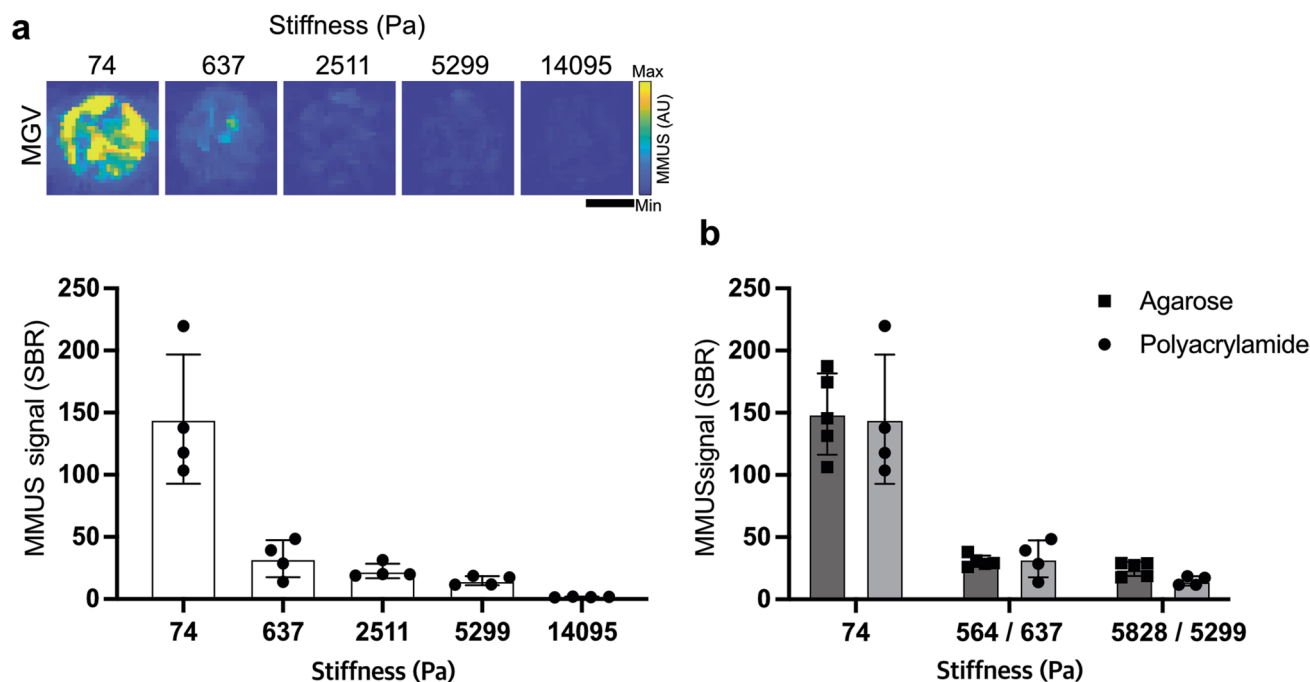 a
Stiffness (Pa)
74 637 2511 5299 14095
MGV
Max
MMUS (AU)
Min
250
200
150
100
50
0
MMUS signal (SBR)
74 637 2511 5299 14095
Stiffness (Pa)
b
Agarose
Polyacrylamide
250
200
150
100
50
0
MMUSsignal (SBR)
74 564 / 637 5828 / 5299
Stiffness (Pa)